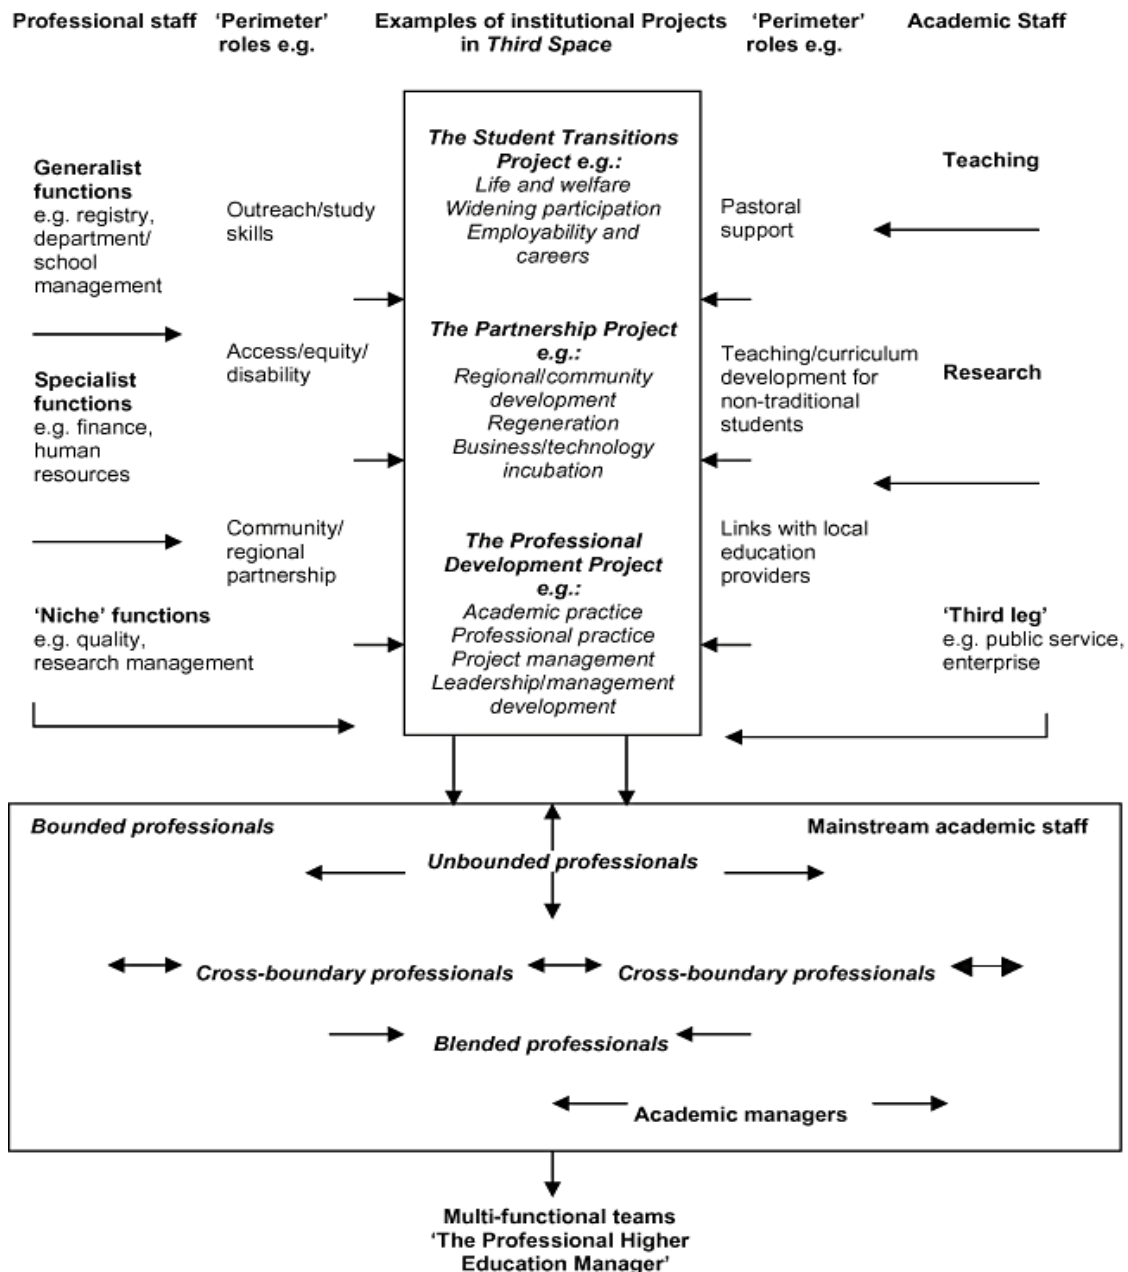 Professional staff
‘Perimeter’
roles e.g.
Examples of institutional Projects
in Third Space
‘Perimeter’
roles e.g.
Academic Staff
Generalist
functions
e.g. registry,
department/
school
management
Specialist
functions
e.g. finance,
human
resources
‘Niche’ functions
e.g. quality,
research management
Outreach/study
skills
Access/equity/
disability
Community/
regional
partnership
The Student Transitions
Project e.g.:
Life and welfare
Widening participation
Employability and
careers
The Partnership Project
e.g.:
Regional/community
development
Regeneration
Business/technology
incubation
The Professional
Development Project
e.g.:
Academic practice
Professional practice
Project management
Leadership/management
development
Pastoral
support
Teaching/curriculum
development for
non-traditional
students
Links with local
education
providers
Teaching
Research
‘Third leg’
e.g. public service,
enterprise
Bounded professionals
Mainstream academic staff
Unbounded professionals
Cross-boundary professionals
Cross-boundary professionals
Blended professionals
Academic managers
Multi-functional teams
‘The Professional Higher
Education Manager’